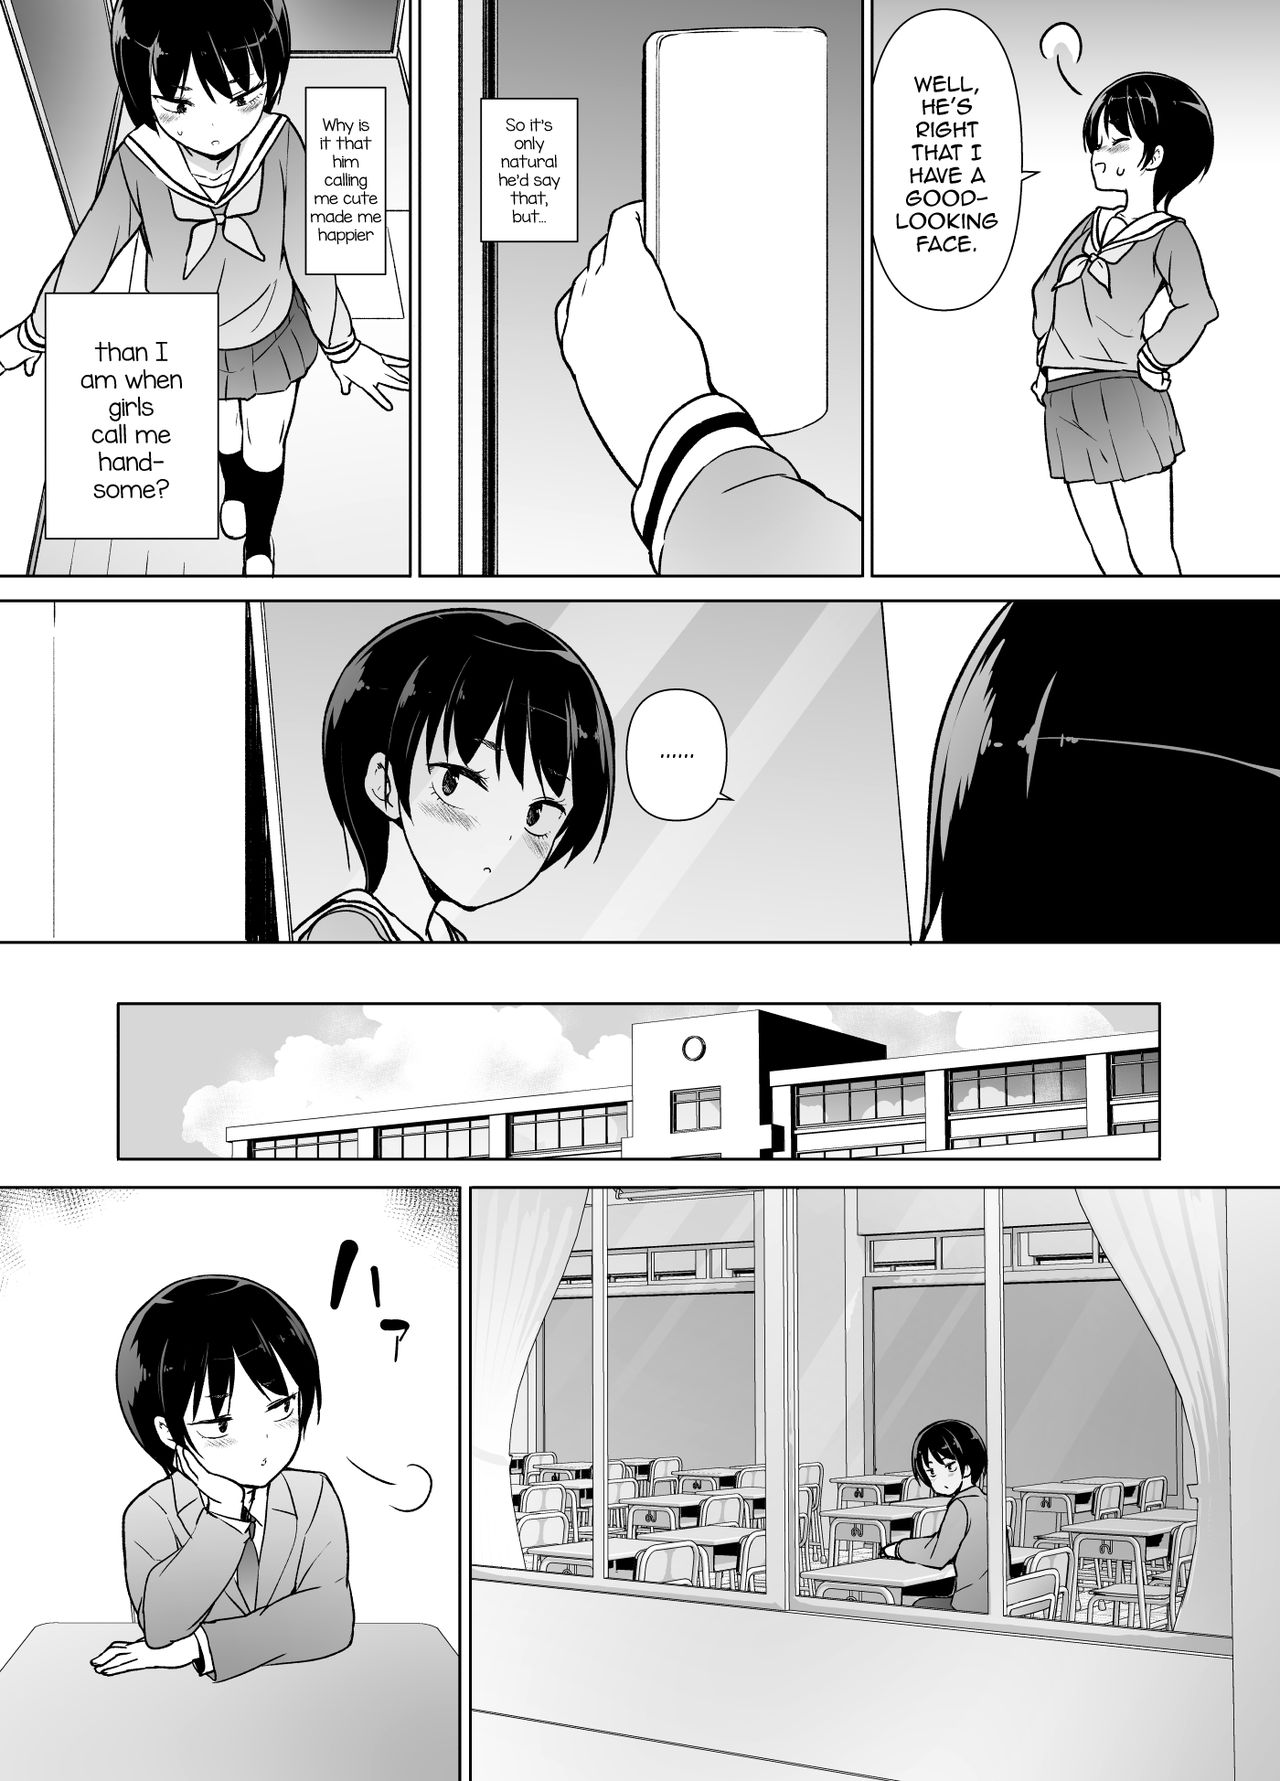 WELL,
HE'S
RIGHT
THAT I
HAVE A
GOOD-
LOOKING
FACE.
So it's
only
natural
he'd say
that,
but...
Why is
it that
him
calling
me cute
made me
happier
than I
am when
girls
call me
hand-
some?
......
ハァ